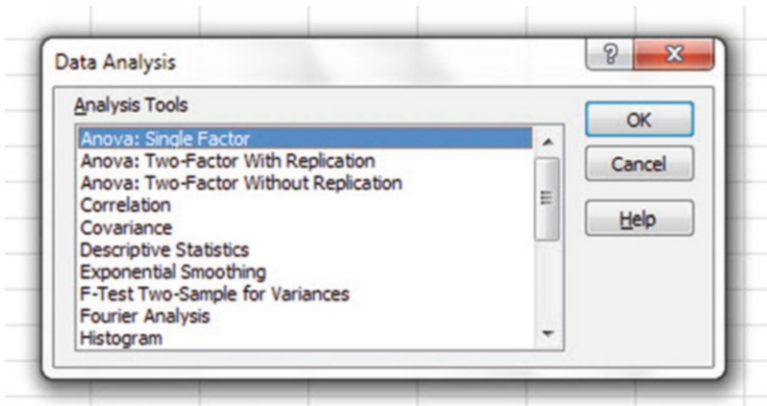 Data Analysis
?
Analysis Tools
Anova: Single Factor
Anova: Two-Factor With Replication
Anova: Two-Factor Without Replication
Correlation
Covariance
Descriptive Statistics
Exponential Smoothing
F-Test Two-Sample for Variances
Fourier Analysis
Histogram
OK
Cancel
Help